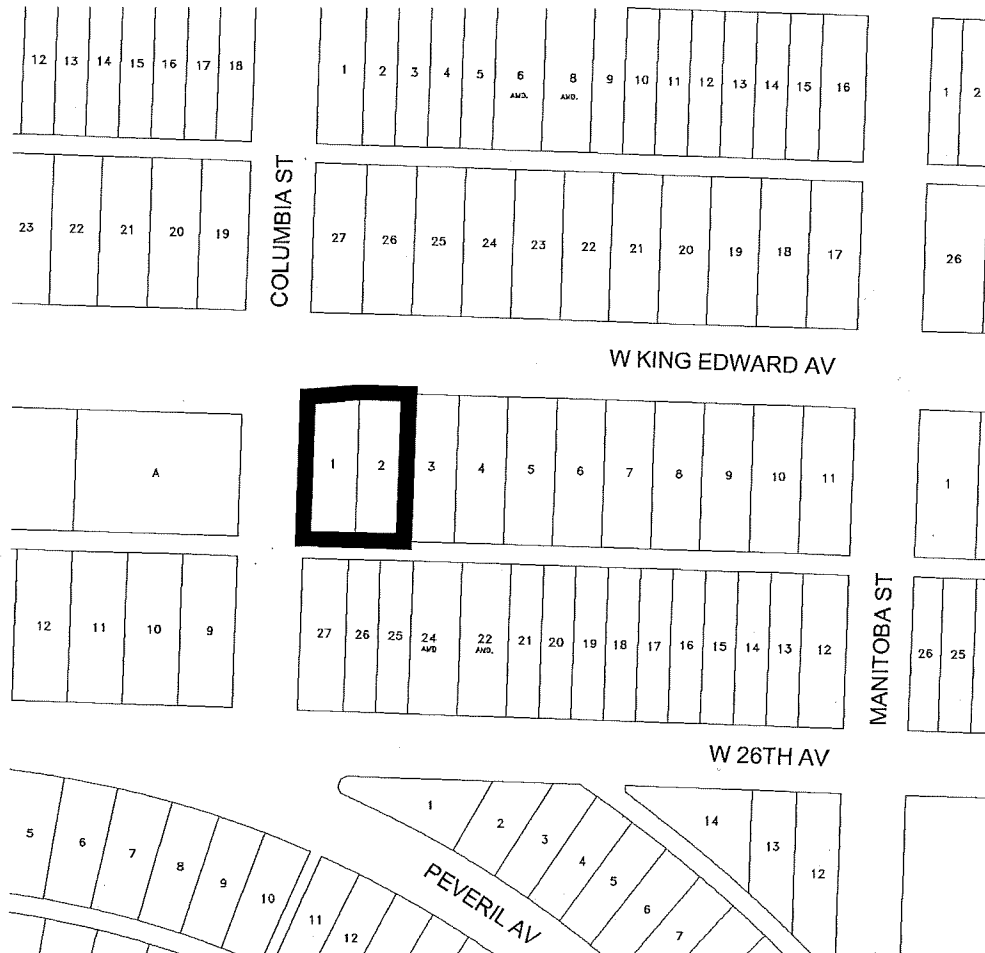 12 13 14 15 16 17 18
1 2 3 4 5 6 8 9 10 11 12 13 14 15 16
AMD. AMD.
1 2
COLUMBIA ST
23 22 21 20 19
27 26 25 24 23 22 21 20 19 18 17
26
W KING EDWARD AV
A
1 2 3 4 5 6 7 8 9 10 11
1
12 11 10 9
27 26 25 24 22 21 20 19 18 17 16 15 14 13 12
AMD AMD.
MANITOBA ST
26 25
W 26TH AV
5 6 7 8 9 10
11 12
1 2 3 4 5 6 7
PEVERIL AV
14 13 12